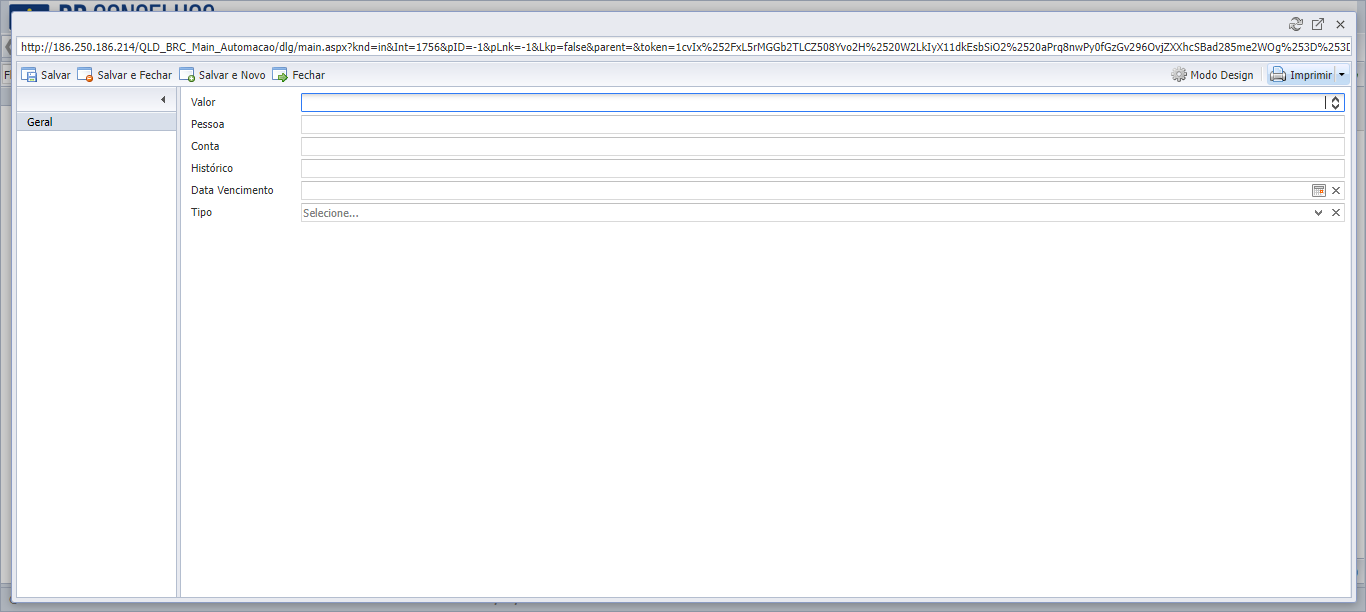 BR CONSELHOS
http://186.250.186.214/QLD_BRC_Main_Automacao/dlg/main.aspx?knd=in&Int=1756&pID=-1&pLnk=-1&Lkp=false&parent=&token=1cvIx%252FxL5rMGGb2TLCZ508Yvo2H%2520W2LkIyX11dkEsbSiO2%2520aPrq8nwPy0fGzGv296OvjZXXhcSBad285me2WOg%253D%253D
Salvar Salvar e Fechar Salvar e Novo Fechar Modo Design Imprimir
Geral
Valor
Pessoa
Conta
Histórico
Data Vencimento
Tipo Selecione...